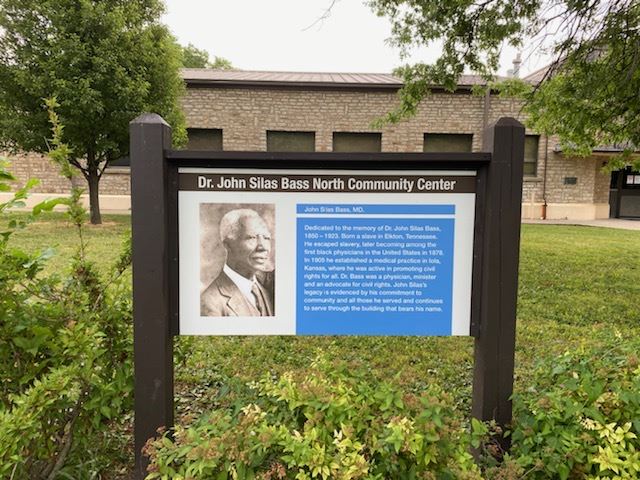 Dr. John Silas Bass North Community Center
John Silas Bass, MD.
Dedicated to the memory of Dr. John Silas Bass,
1850 – 1923. Born a slave in Elkton, Tennessee.
He escaped slavery, later becoming among the
first black physicians in the United States in 1878.
In 1905 he established a medical practice in Iola,
Kansas, where he was active in promoting civil
rights for all. Dr. Bass was a physician, minister
and an advocate for civil rights. John Silas's
legacy is evidenced by his commitment to
community and all those he served and continues
to serve through the building that bears his name.